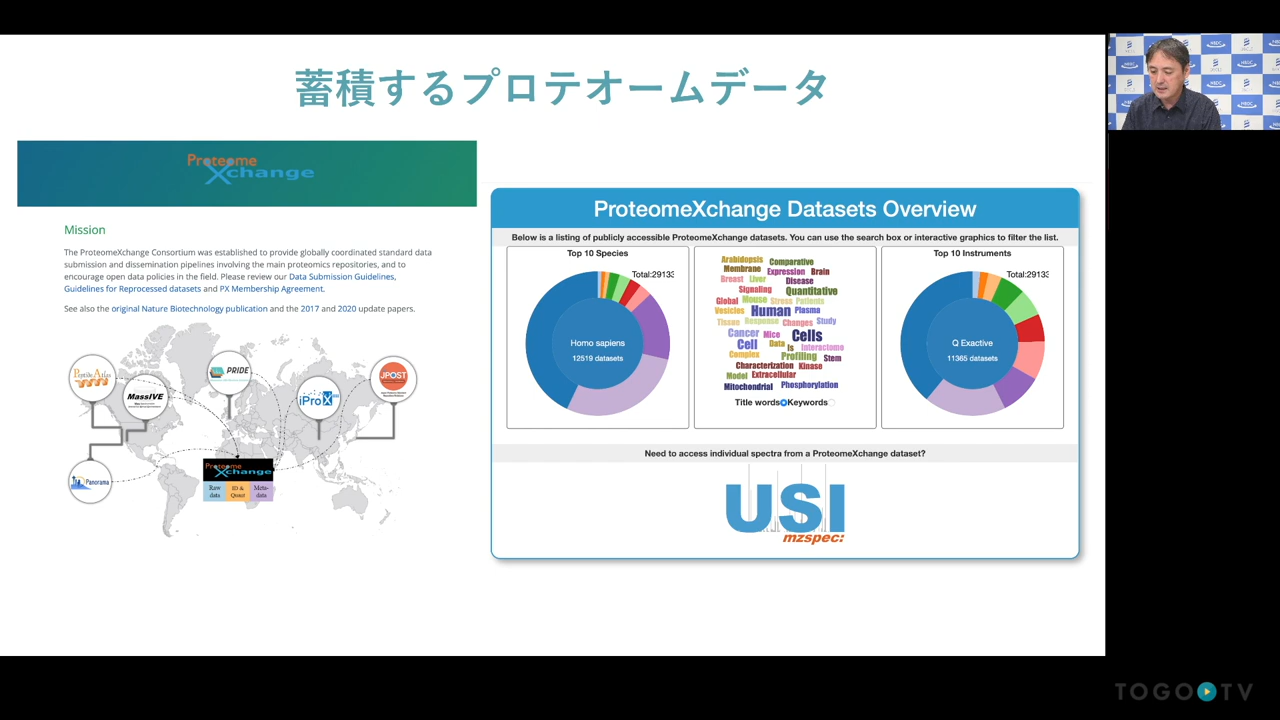 蓄積するプロテオームデータ
Proteome
Xchange
Mission
The ProteomeXchange Consortium was established to provide globally coordinated standard data
submission and dissemination pipelines involving the main proteomics repositories, and to
encourage open data policies in the field. Please review our Data Submission Guidelines,
Guidelines for Reprocessed datasets and PX Membership Agreement.
See also the original Nature Biotechnology publication and the 2017 and 2020 update papers.
PeptideAtlas
MassIVE
PRIDE
iProX
JPOST
Panorama
Proteome
Xchange
Raw data
ID & Quant
Meta-data
ProteomeXchange Datasets Overview
Below is a listing of publicly accessible ProteomeXchange datasets. You can use the search box or interactive graphics to filter the list.
Top 10 Species
Total:29133
Homo sapiens
12519 datasets
Arabidopsis Comparative
Membrane Expression Brain
Breast Liver Disease
Signaling Quantitative
Global Mouse Stress Patients
Vesicles Human Plasma
Tissue Response Changes Study
Cancer Mice Cells
Cell Data Is Interactome
Complex Profiling Stem
Characterization Kinase
Model Extracellular
Mitochondrial Phosphorylation
Title words Keywords
Top 10 Instruments
Total:29133
Q Exactive
11365 datasets
Need to access individual spectra from a ProteomeXchange dataset?
USI
mzspec:
NBDC
TOGO TV